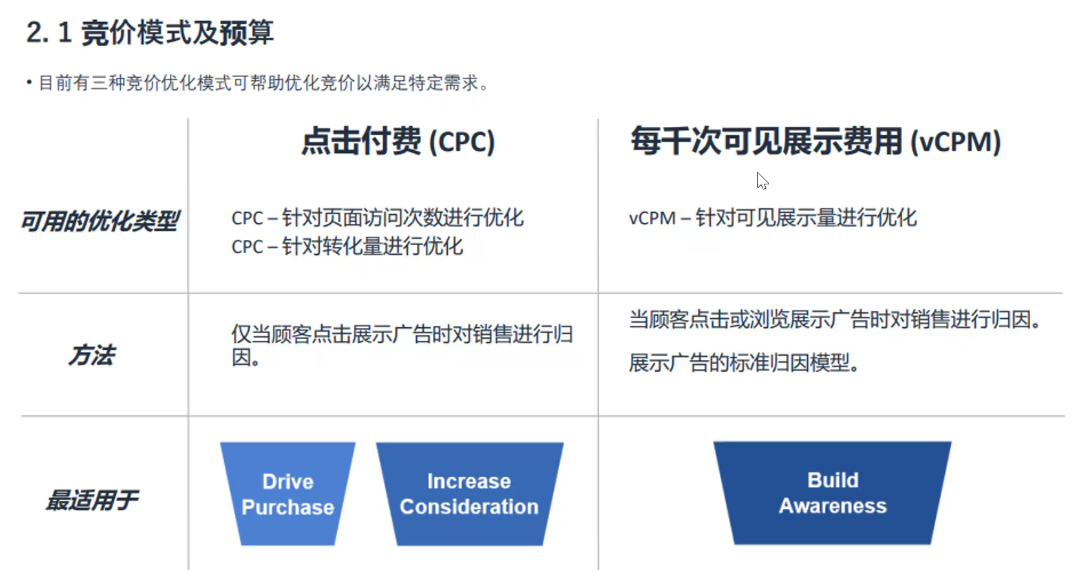 2. 1 竞价模式及预算
• 目前有三种竞价优化模式可帮助优化竞价以满足特定需求。
点击付费 (CPC)
每千次可见展示费用 (vCPM)
可用的优化类型
CPC – 针对页面访问次数进行优化
CPC – 针对转化量进行优化
vCPM – 针对可见展示量进行优化
方法
仅当顾客点击展示广告时对销售进行归
因。
当顾客点击或浏览展示广告时对销售进行归因。
展示广告的标准归因模型。
最适用于
Drive
Purchase
Increase
Consideration
Build
Awareness